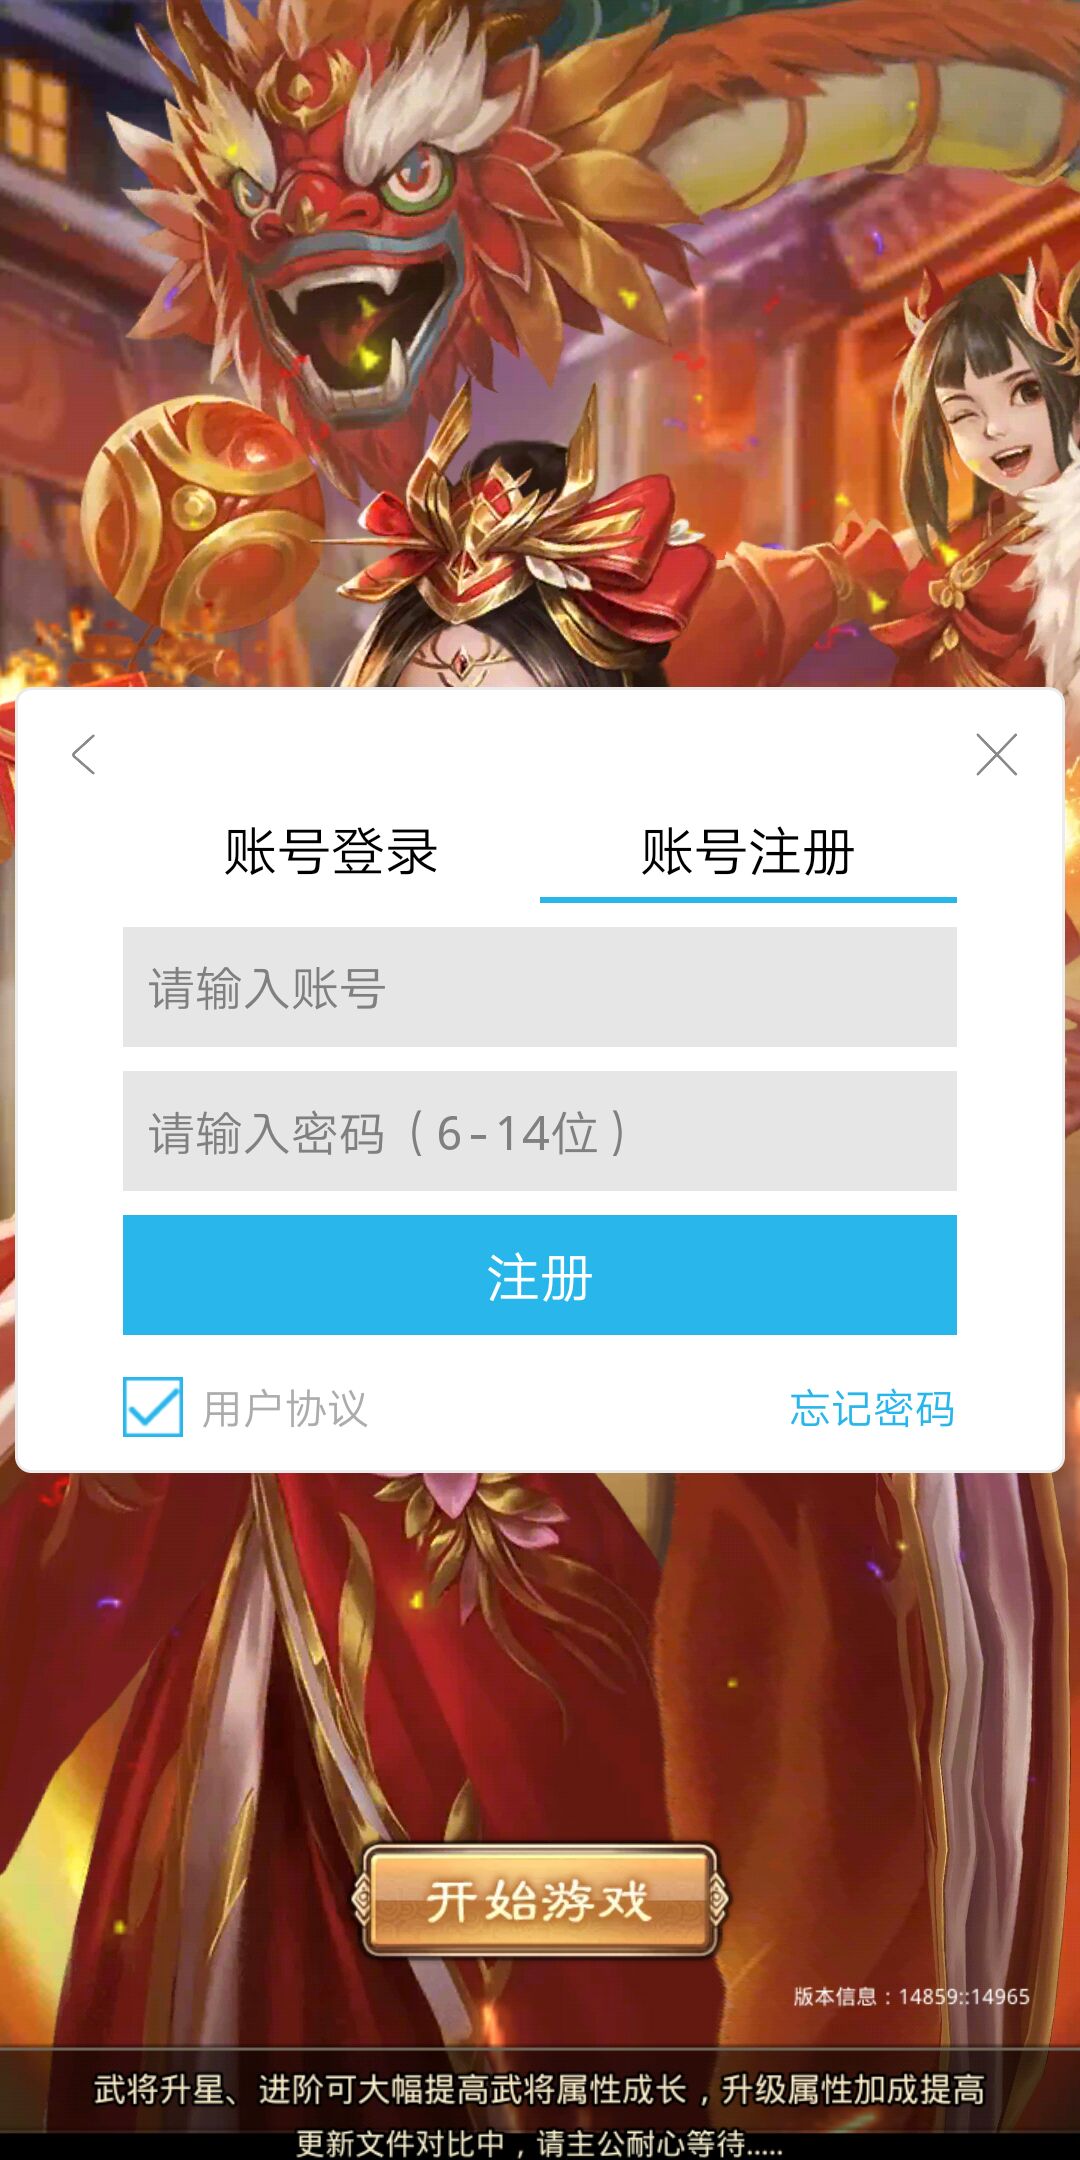 账号登录 账号注册
请输入账号
请输入密码（6-14位）
注册
用户协议 忘记密码
开始游戏
版本信息：14859::14965
武将升星、进阶可大幅提高武将属性成长，升级属性加成提高
更新文件对比中，请主公耐心等待.....